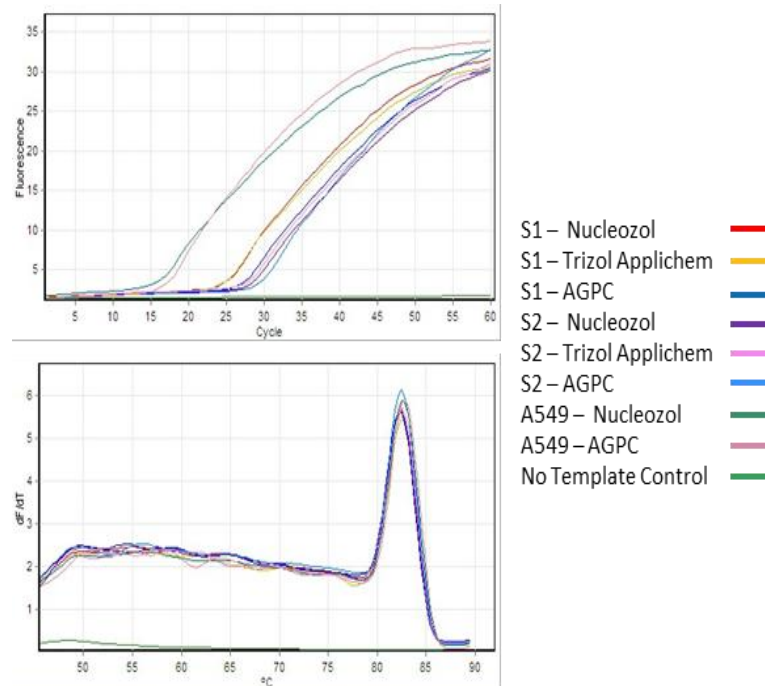 35
30
25
20
15
10
5
Fluorescence
5 10 15 20 25 30 35 40 45 50 55 60
Cycle
6
5
4
3
2
1
dF/dT
50 55 60 65 70 75 80 85 90
ºC
S1 – Nucleozol
S1 – Trizol Applichem
S1 – AGPC
S2 – Nucleozol
S2 – Trizol Applichem
S2 – AGPC
A549 – Nucleozol
A549 – AGPC
No Template Control